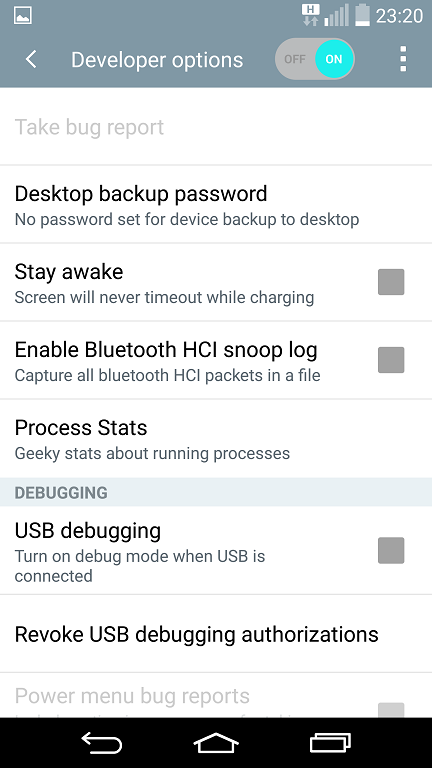 H
23:20
Developer options
OFF
ON
Take bug report
Desktop backup password
No password set for device backup to desktop
Stay awake
Screen will never timeout while charging
Enable Bluetooth HCI snoop log
Capture all bluetooth HCI packets in a file
Process Stats
Geeky stats about running processes
DEBUGGING
USB debugging
Turn on debug mode when USB is
connected
Revoke USB debugging authorizations
Power menu bug reports